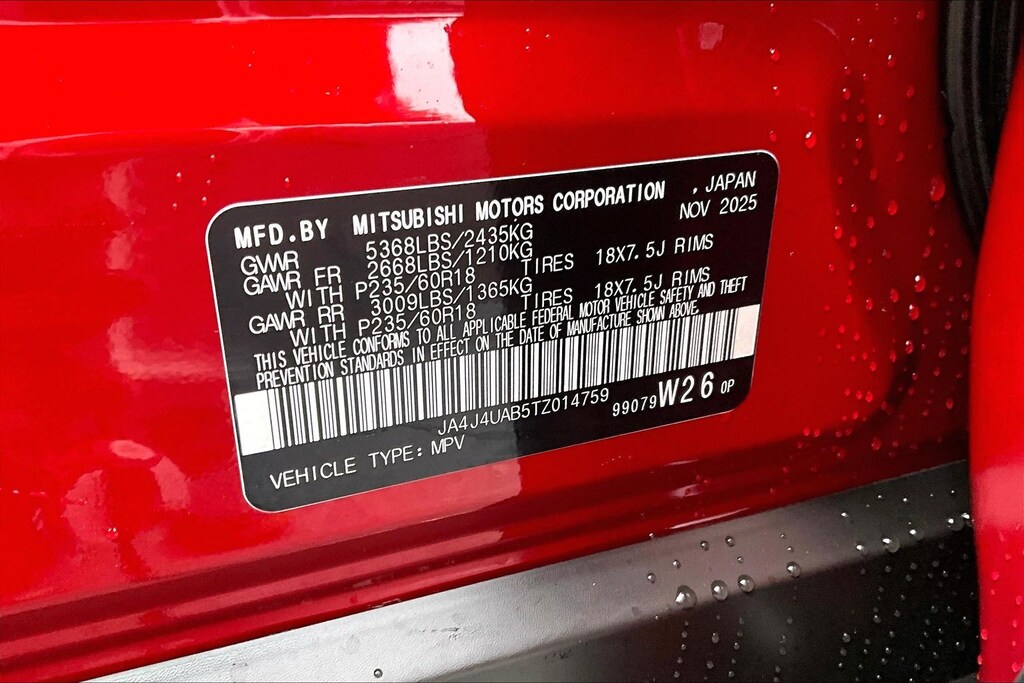 MFD.BY MITSUBISHI MOTORS CORPORATION , JAPAN
NOV 2025
GVWR 5368LBS/2435KG
GAWR FR 2668LBS/1210KG
WITH P235/60R18 TIRES 18X7.5J RIMS
GAWR RR 3009LBS/1365KG
WITH P235/60R18 TIRES 18X7.5J RIMS
THIS VEHICLE CONFORMS TO ALL APPLICABLE FEDERAL MOTOR VEHICLE SAFETY AND THEFT
PREVENTION STANDARDS IN EFFECT ON THE DATE OF MANUFACTURE SHOWN ABOVE.
JA4J4UAB5TZ014759
99079 W26 OP
VEHICLE TYPE: MPV